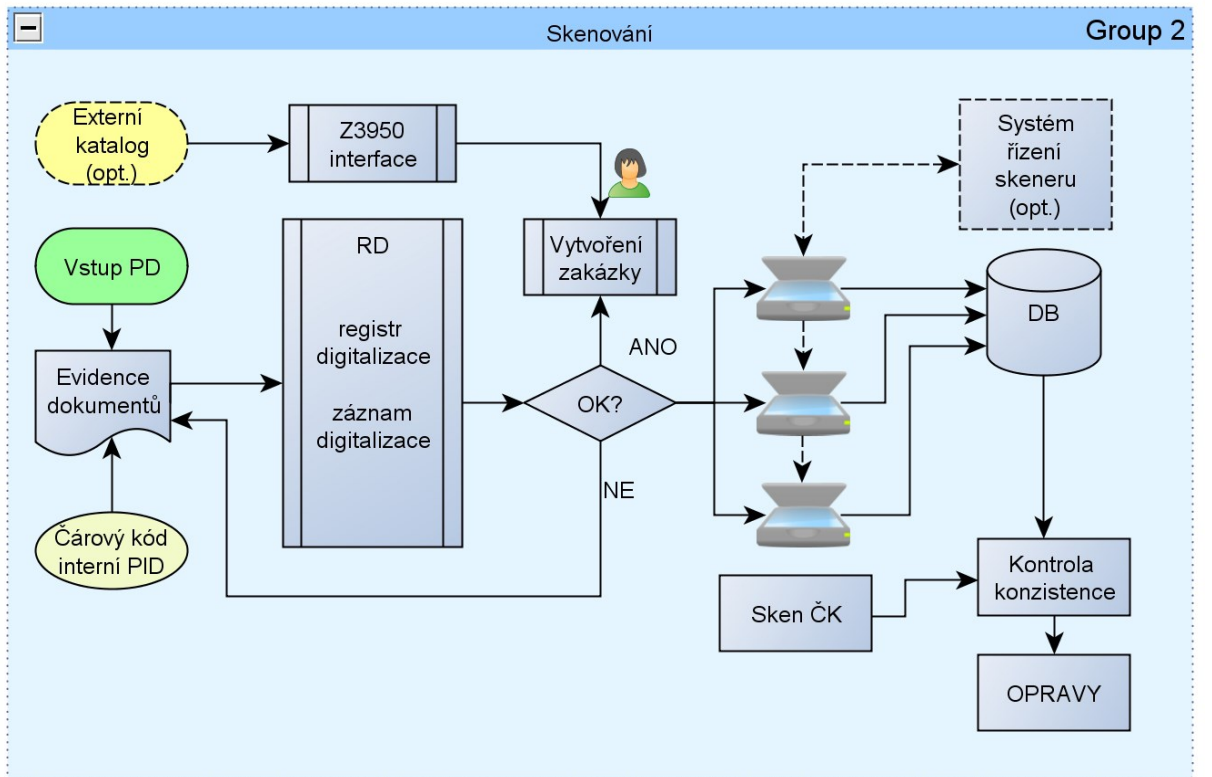 Skenování
Group 2
Externí
katalog
(opt.)
Z3950
interface
Systém
řízení
skeneru
(opt.)
Vstup PD
RD
registr
digitalizace
záznam
digitalizace
Vytvoření
zakázky
DB
ANO
Evidence
dokumentů
OK?
NE
Čárový kód
interní PID
Sken ČK
Kontrola
konzistence
OPRAVY